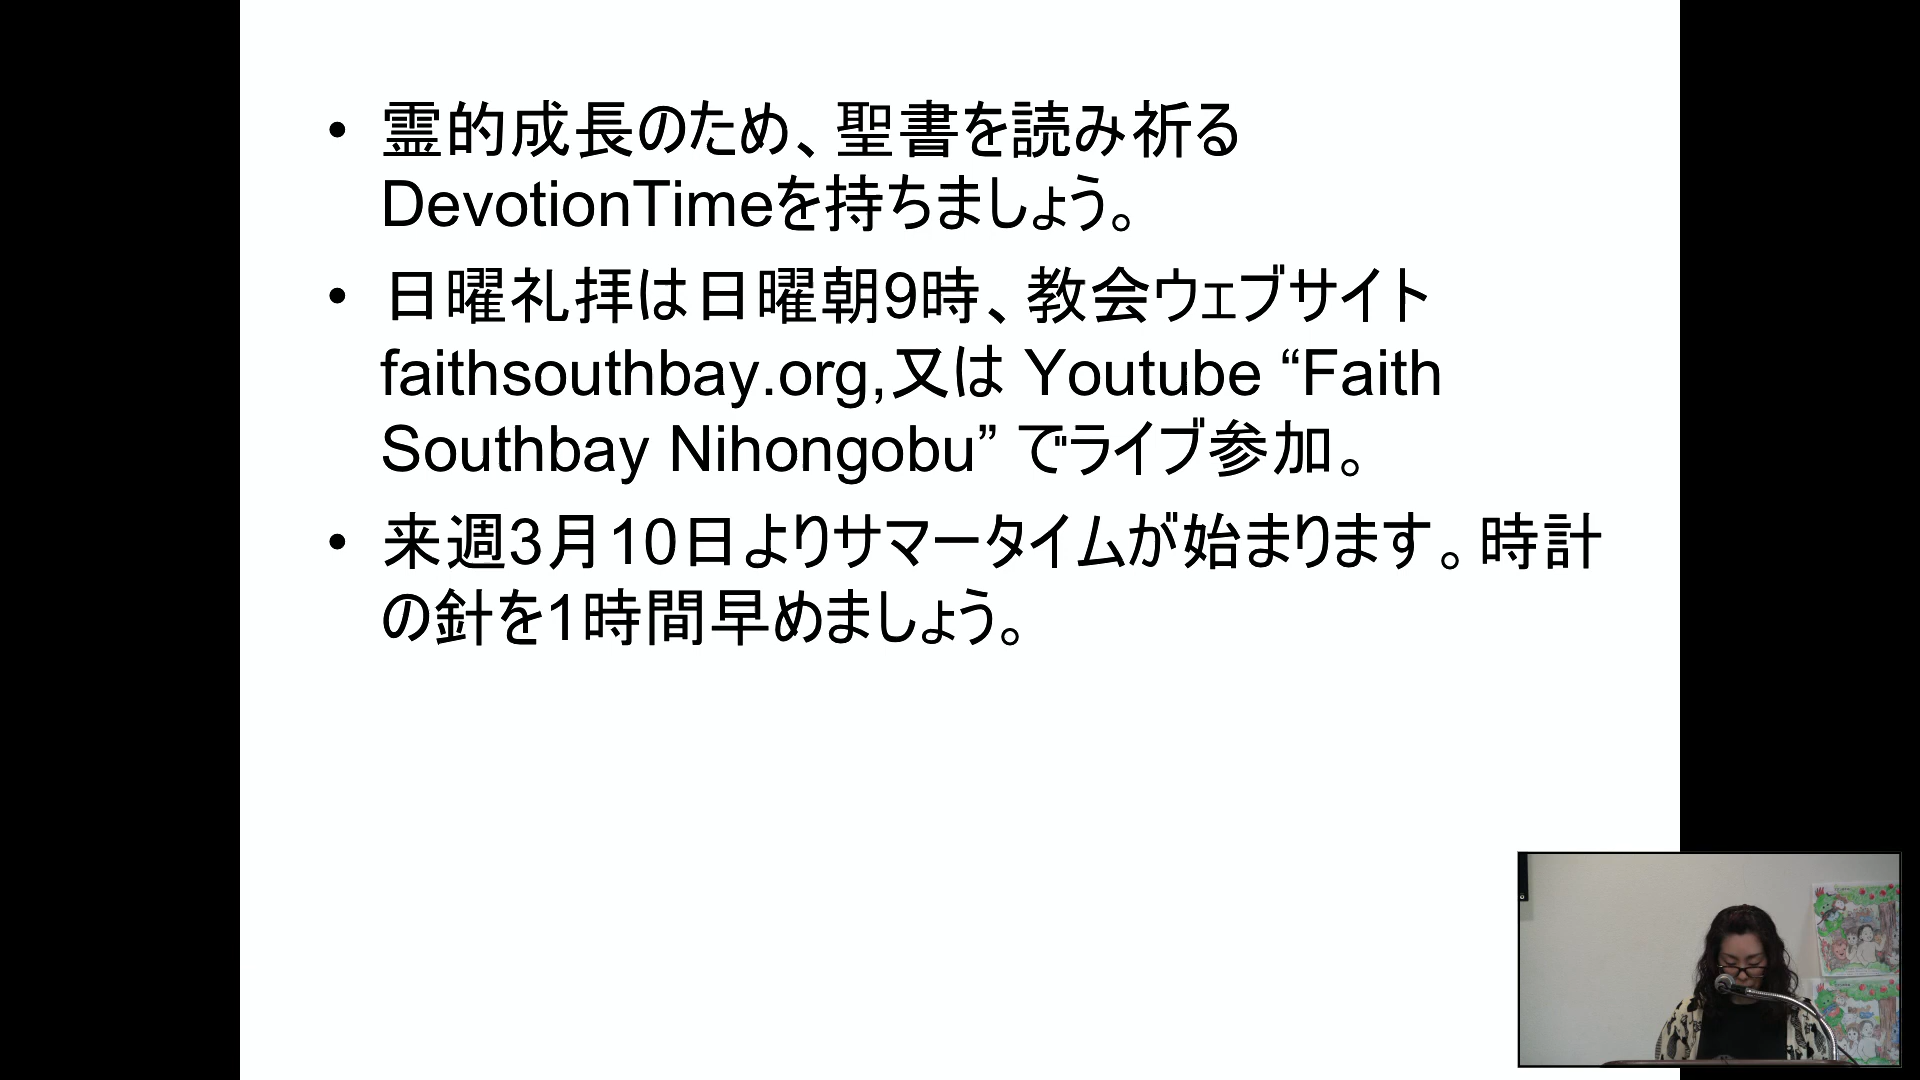 • 霊的成長のため、聖書を読み祈る
DevotionTimeを持ちましょう。
• 日曜礼拝は日曜朝9時、教会ウェブサイト
faithsouthbay.org,又は Youtube “Faith
Southbay Nihongobu” でライブ参加。
• 来週3月10日よりサマータイムが始まります。時計
の針を1時間早めましょう。